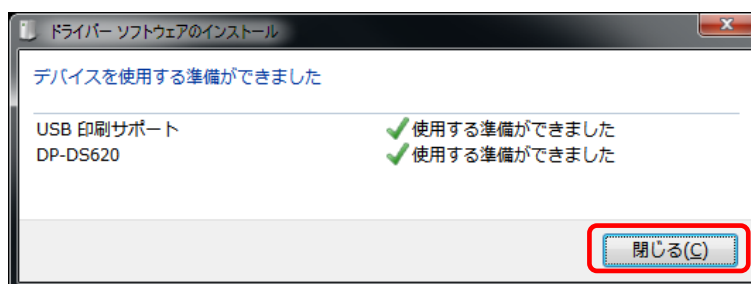 ドライバー ソフトウェアのインストール
デバイスを使用する準備ができました
USB 印刷サポート 使用する準備ができました
DP-DS620 使用する準備ができました
閉じる(C)